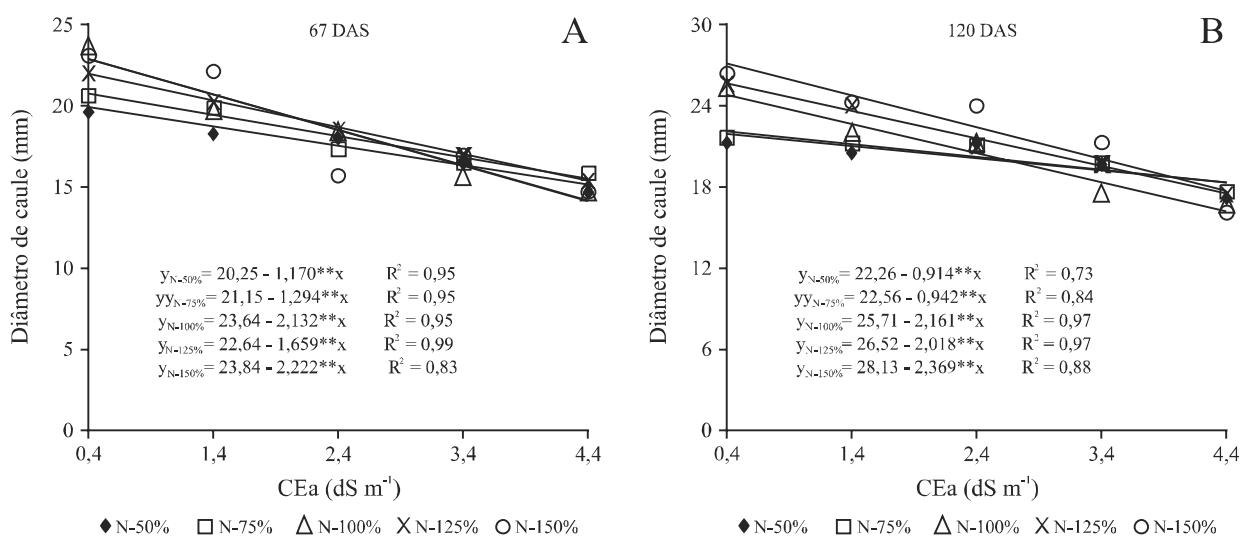 67 DAS
A
Diâmetro de caule (mm)
25
20
15
10
5
0
yN-50%= 20,25 - 1,170**x R² = 0,95
yyN-75%= 21,15 - 1,294**x R² = 0,95
yN-100%= 23,64 - 2,132**x R² = 0,95
yN-125%= 22,64 - 1,659**x R² = 0,99
yN-150%= 23,84 - 2,222**x R² = 0,83
0,4 1,4 2,4 3,4 4,4
CEa (dS m⁻¹)
N-50% N-75% N-100% N-125% N-150%
120 DAS
B
Diâmetro de caule (mm)
30
24
18
12
6
0
yN-50%= 22,26 - 0,914**x R² = 0,73
yyN-75%= 22,56 - 0,942**x R² = 0,84
yN-100%= 25,71 - 2,161**x R² = 0,97
yN-125%= 26,52 - 2,018**x R² = 0,97
yN-150%= 28,13 - 2,369**x R² = 0,88
0,4 1,4 2,4 3,4 4,4
CEa (dS m⁻¹)
N-50% N-75% N-100% N-125% N-150%